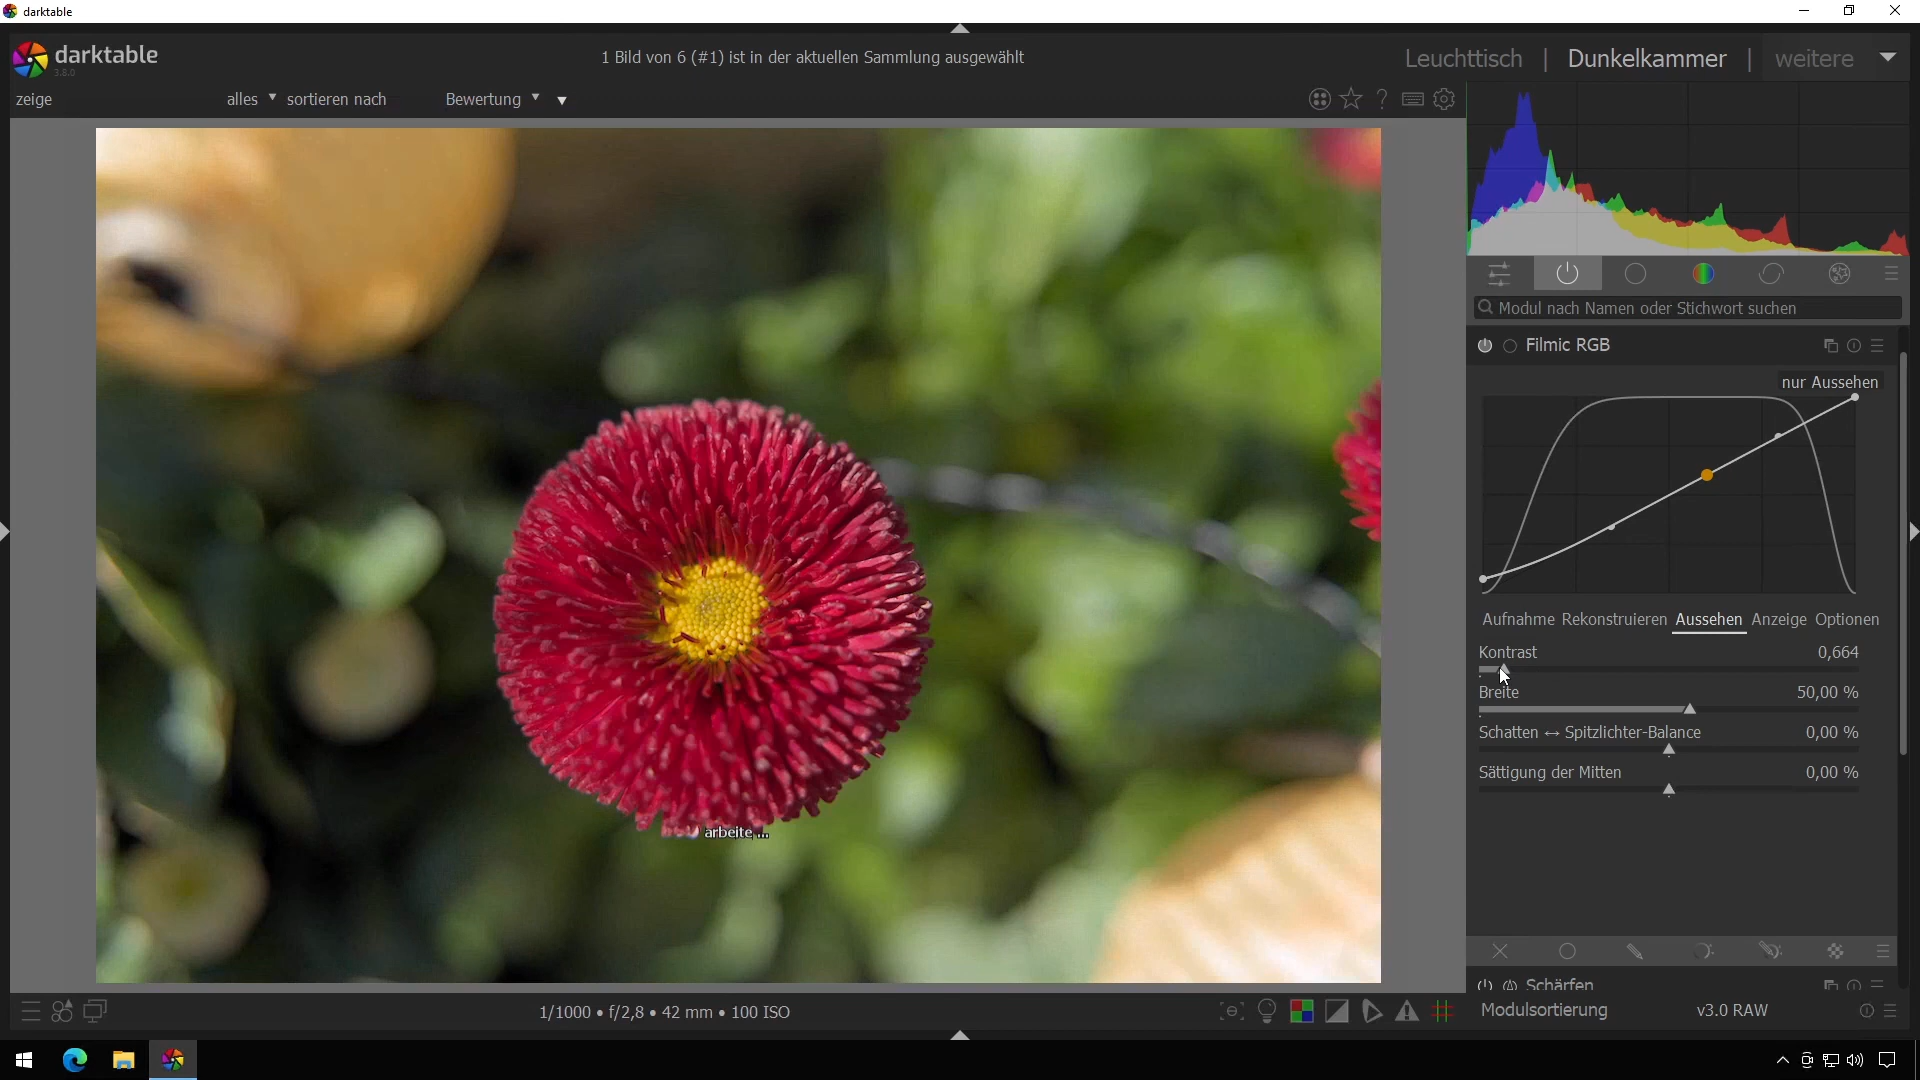 darktable
darktable
3.8.0
1 Bild von 6 (#1) ist in der aktuellen Sammlung ausgewählt
Leuchttisch | Dunkelkammer | weitere
zeige alles sortieren nach Bewertung
?
Modul nach Namen oder Stichwort suchen
Filmic RGB
nur Aussehen
Aufnahme Rekonstruieren Aussehen Anzeige Optionen
Kontrast 0,664
Breite 50,00 %
Schatten ↔ Spitzlichter-Balance 0,00 %
Sättigung der Mitten 0,00 %
arbeite ...
Schärfen
1/1000 • f/2,8 • 42 mm • 100 ISO
Modulsortierung v3.0 RAW